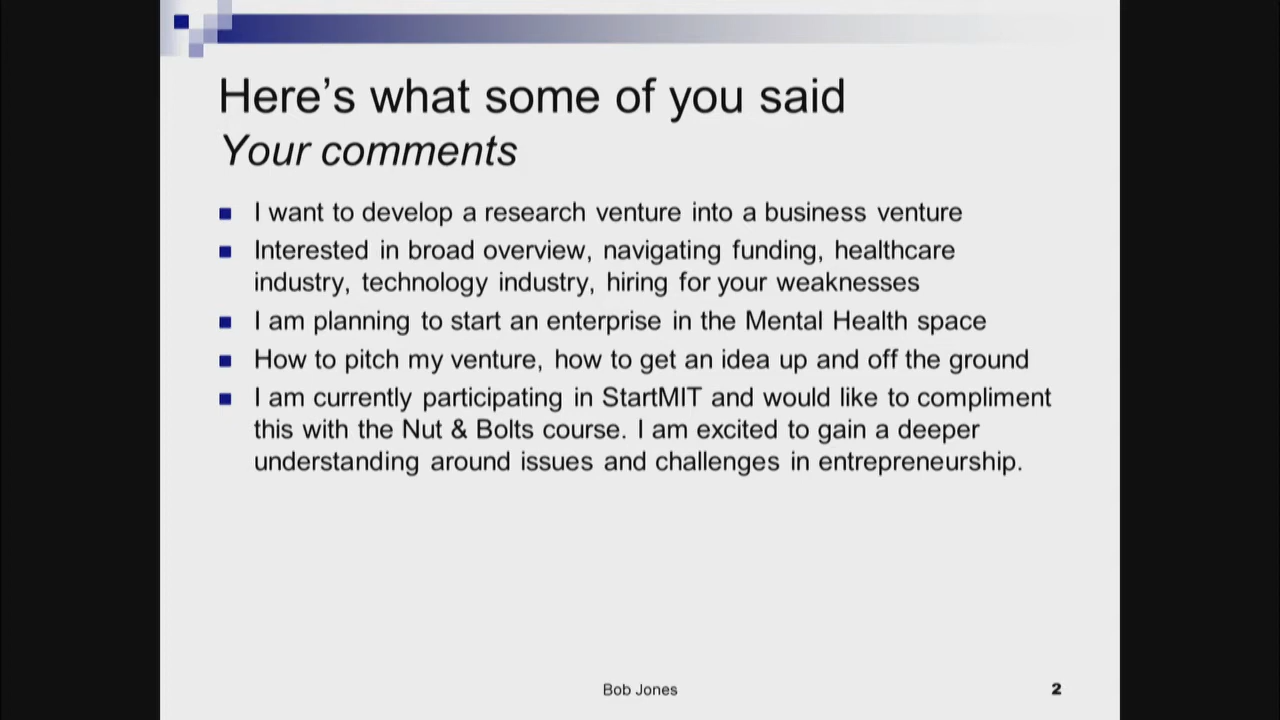 Here’s what some of you said
Your comments
I want to develop a research venture into a business venture
Interested in broad overview, navigating funding, healthcare
industry, technology industry, hiring for your weaknesses
I am planning to start an enterprise in the Mental Health space
How to pitch my venture, how to get an idea up and off the ground
I am currently participating in StartMIT and would like to compliment
this with the Nut & Bolts course. I am excited to gain a deeper
understanding around issues and challenges in entrepreneurship.
Bob Jones
2